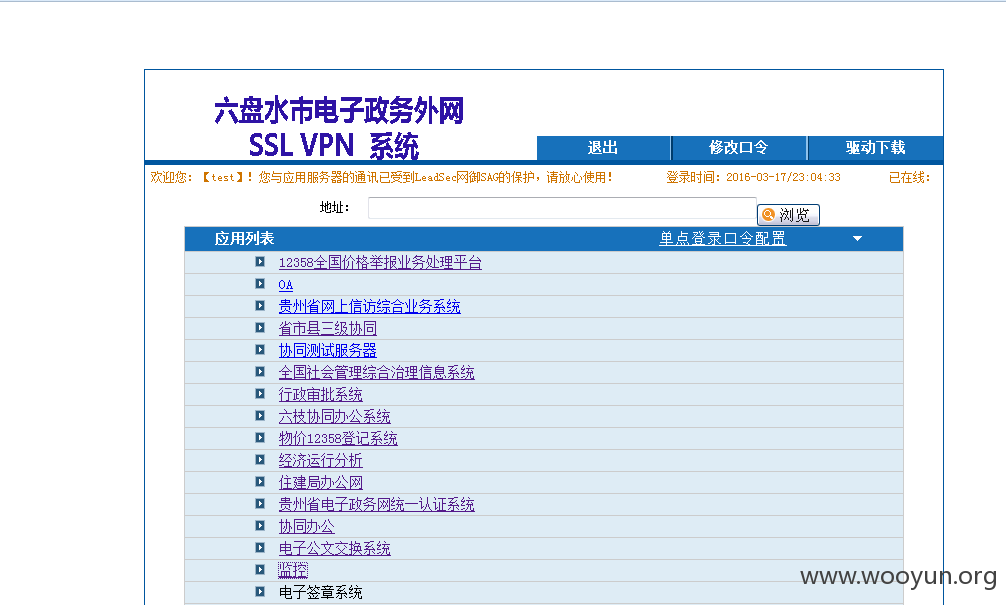 六盘水市电子政务外网
SSL VPN 系统
退出 修改口令 驱动下载
欢迎您：【test】！您与应用服务器的通讯已受到LeadSec网御SAG的保护，请放心使用！ 登录时间：2016-03-17/23:04:33 已在线：
地址： 浏览
应用列表 单点登录口令配置
12358全国价格举报业务处理平台
OA
贵州省网上信访综合业务系统
省市县三级协同
协同测试服务器
全国社会管理综合治理信息系统
行政审批系统
六枝协同办公系统
物价12358登记系统
经济运行分析
住建局办公网
贵州省电子政务网统一认证系统
协同办公
电子公文交换系统
监控
电子签章系统
www.wooyun.org